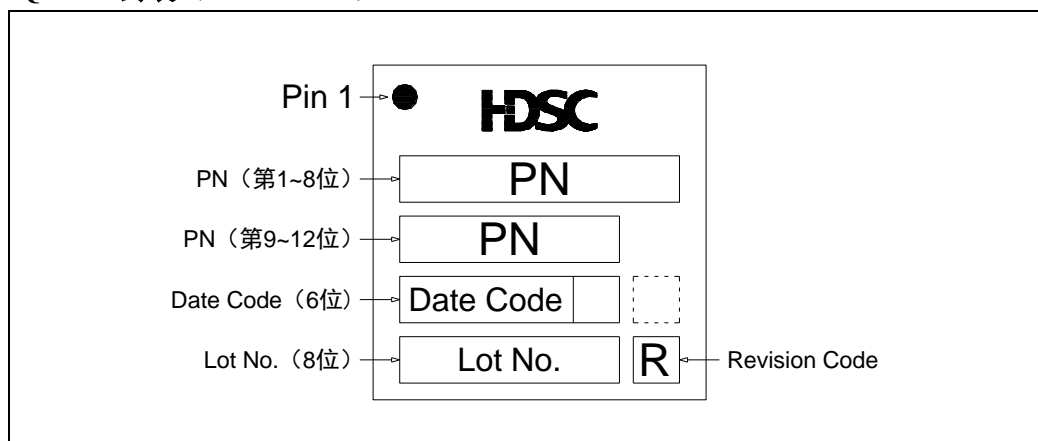 Pin 1
HDSC
PN（第1~8位）
PN
PN（第9~12位）
PN
Date Code（6位）
Date Code
Lot No.（8位）
Lot No.
R
Revision Code